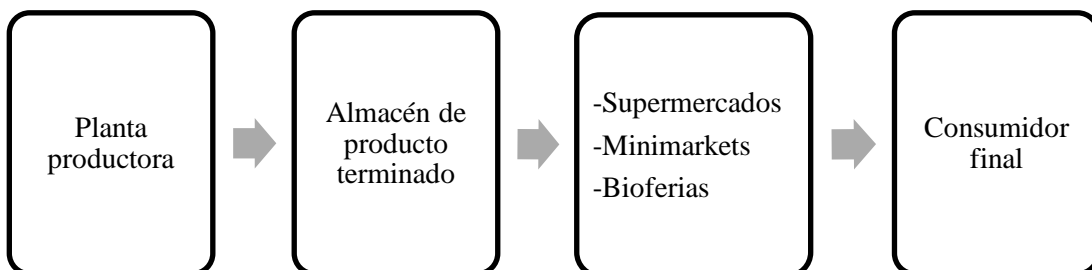 Planta
productora
Almacén de
producto
terminado
-Supermercados
-Minimarkets
-Bioferias
Consumidor
final